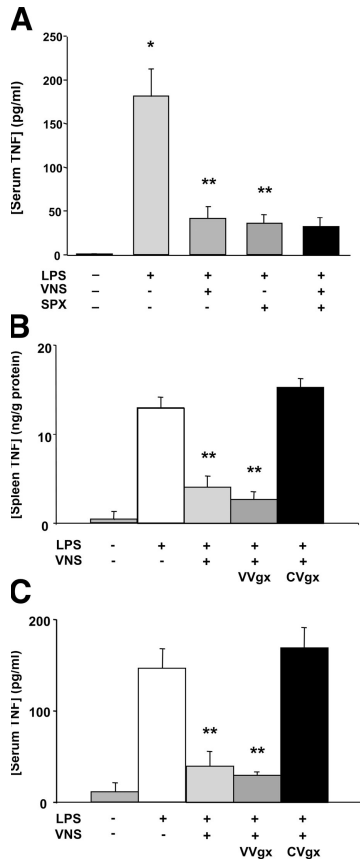 A
*
250
200
150
** **
100
50
0
[Serum TNF] (pg/ml)
LPS – + + + +
VNS – - + - +
SPX – - - + +
B
20
10
** **
0
[Spleen TNF] (ng/g protein)
LPS - + + + +
VNS - - + + +
VVgx CVgx
C
200
100
** **
0
[Serum TNF] (pg/ml)
LPS - + + + +
VNS - - + + +
VVgx CVgx